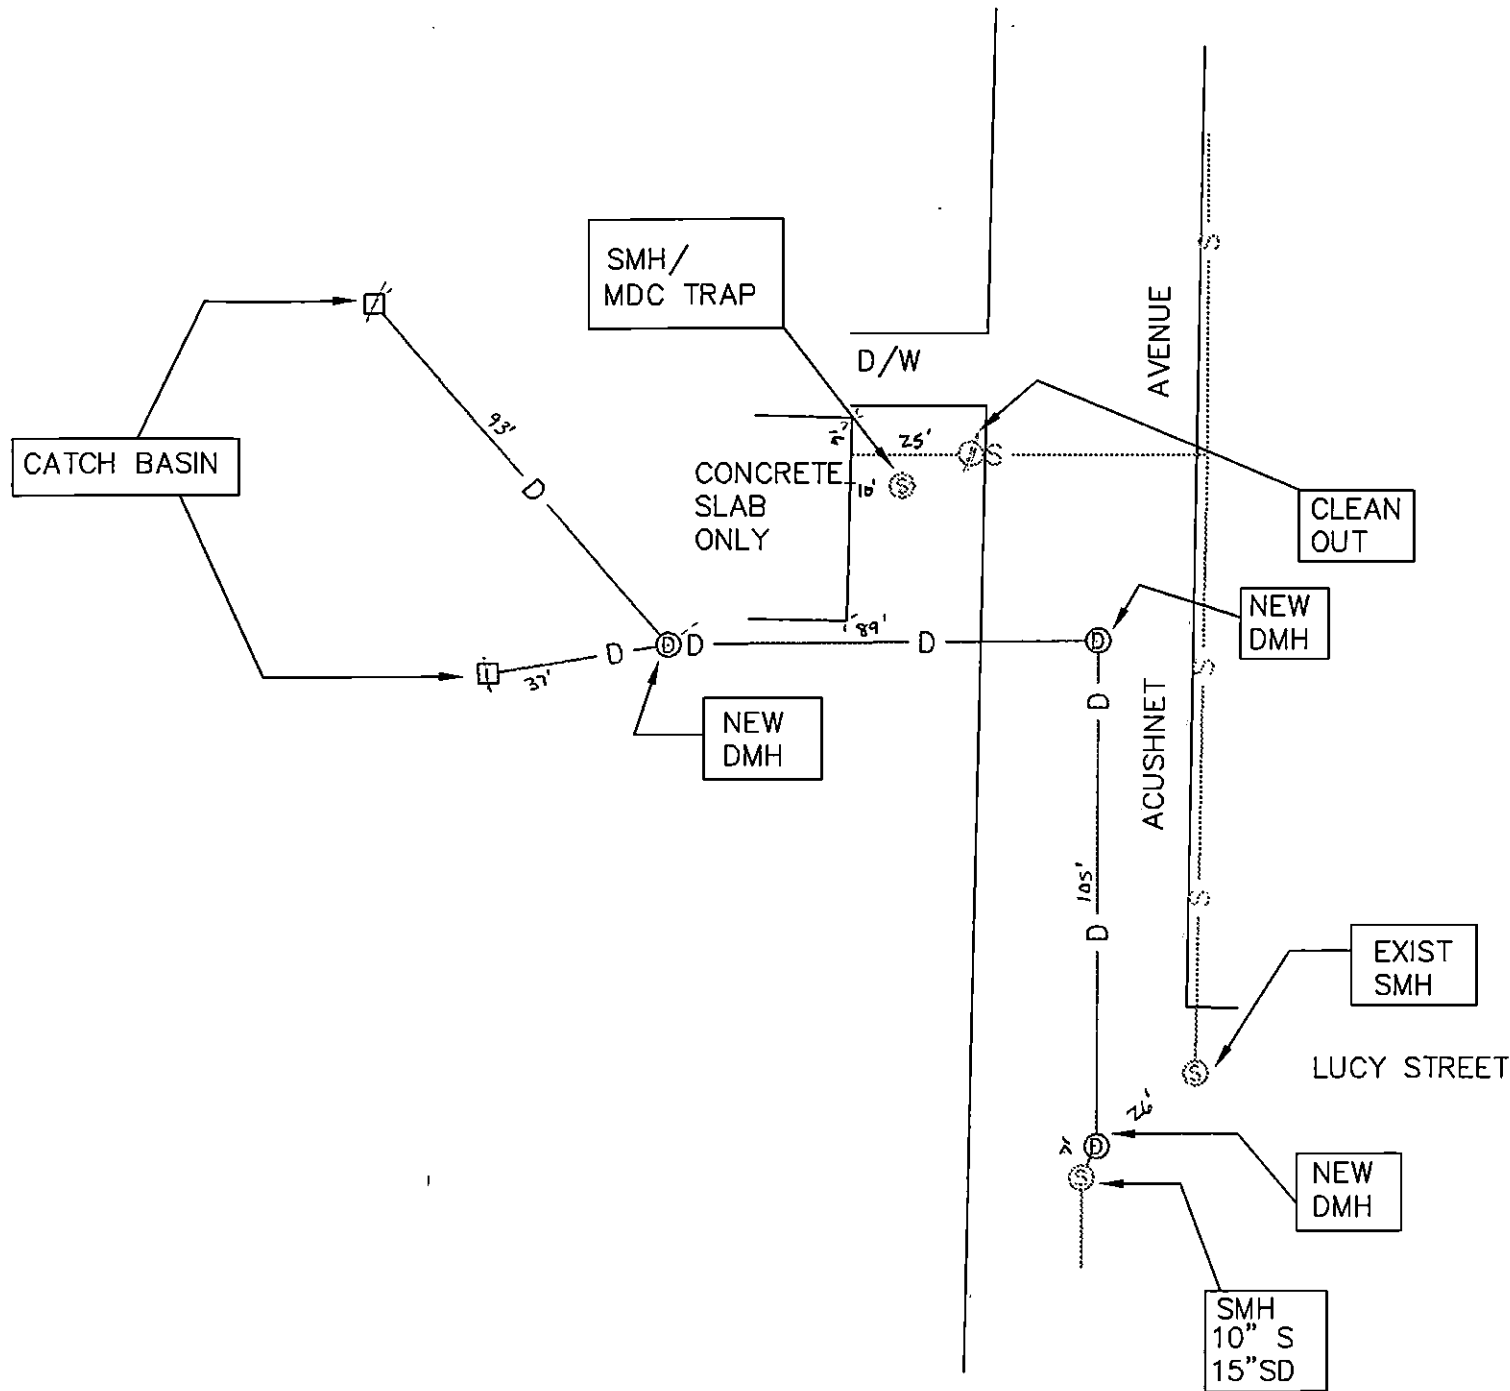 SMH/
MDC TRAP
AVENUE
D/W
93'
25'
S
CATCH BASIN
D
CONCRETE
SLAB
ONLY
10'
S
CLEAN
OUT
S
NEW
DMH
D
37'
D
D
89'
D
D
D
S
NEW
DMH
ACUSHNET
105'
D
S
EXIST
SMH
S
LUCY STREET
26'
D
S
NEW
DMH
SMH
10" S
15"SD